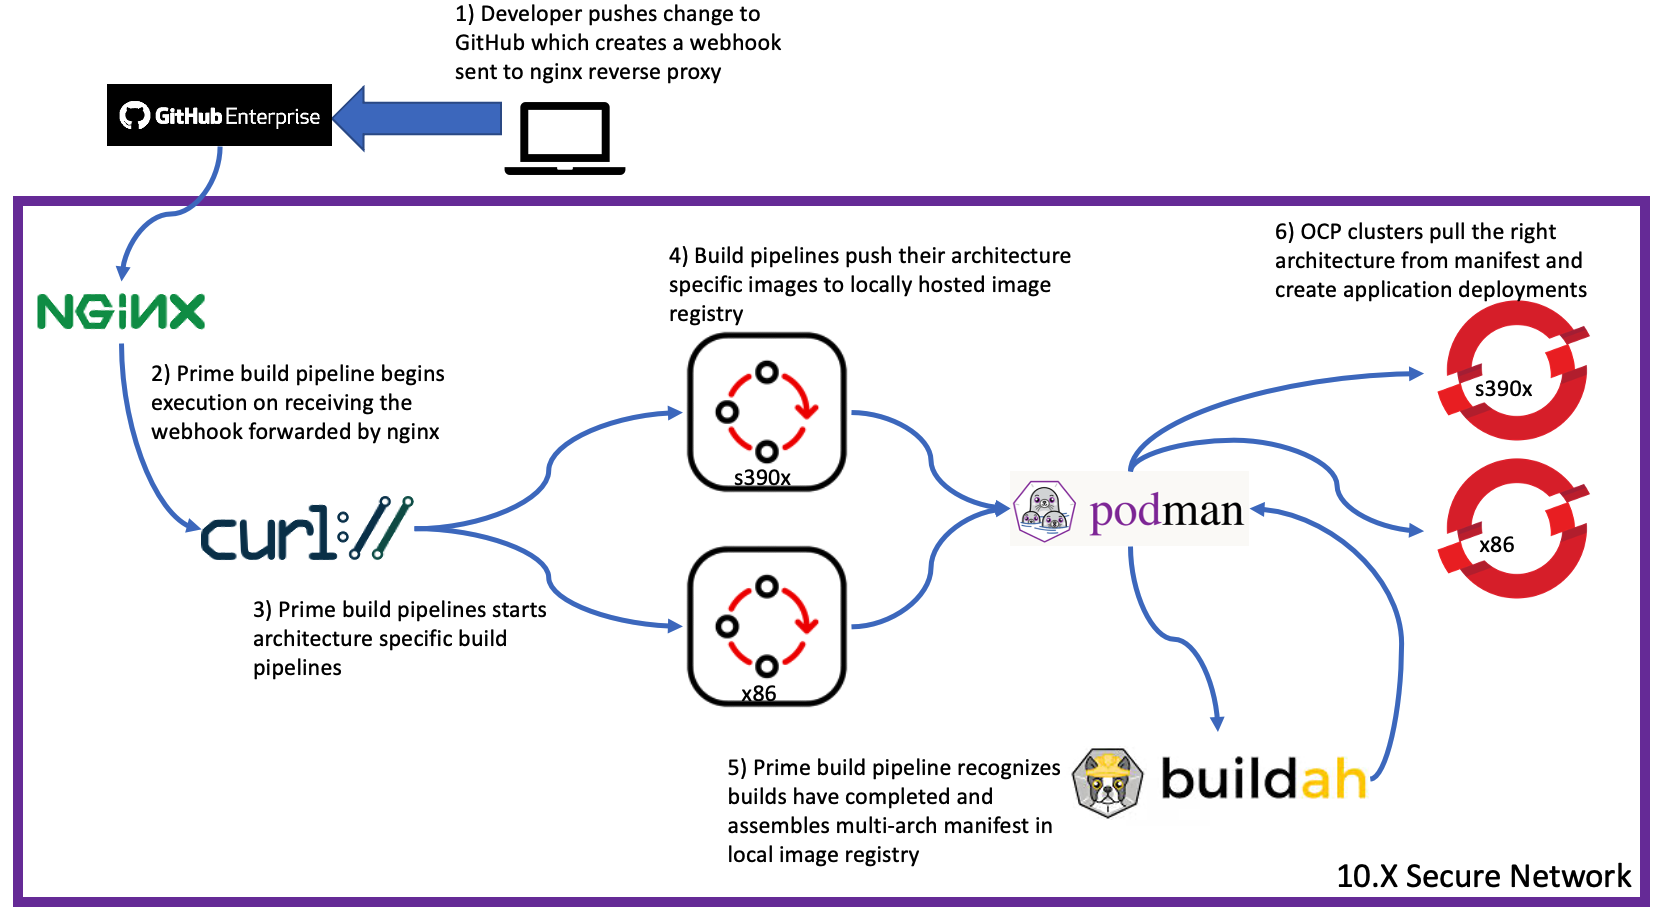 1) Developer pushes change to
GitHub which creates a webhook
sent to nginx reverse proxy
GitHub Enterprise
NGINX
2) Prime build pipeline begins
execution on receiving the
webhook forwarded by nginx
curl://
3) Prime build pipelines starts
architecture specific build
pipelines
4) Build pipelines push their architecture
specific images to locally hosted image
registry
s390x
x86
podman
5) Prime build pipeline recognizes
builds have completed and
assembles multi-arch manifest in
local image registry
buildah
6) OCP clusters pull the right
architecture from manifest and
create application deployments
s390x
x86
10.X Secure Network